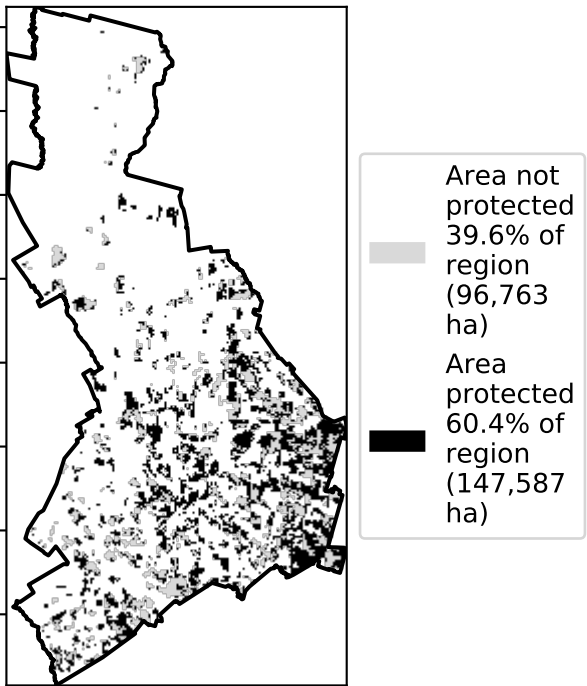 Area not
protected
39.6% of
region
(96,763
ha)
Area
protected
60.4% of
region
(147,587
ha)